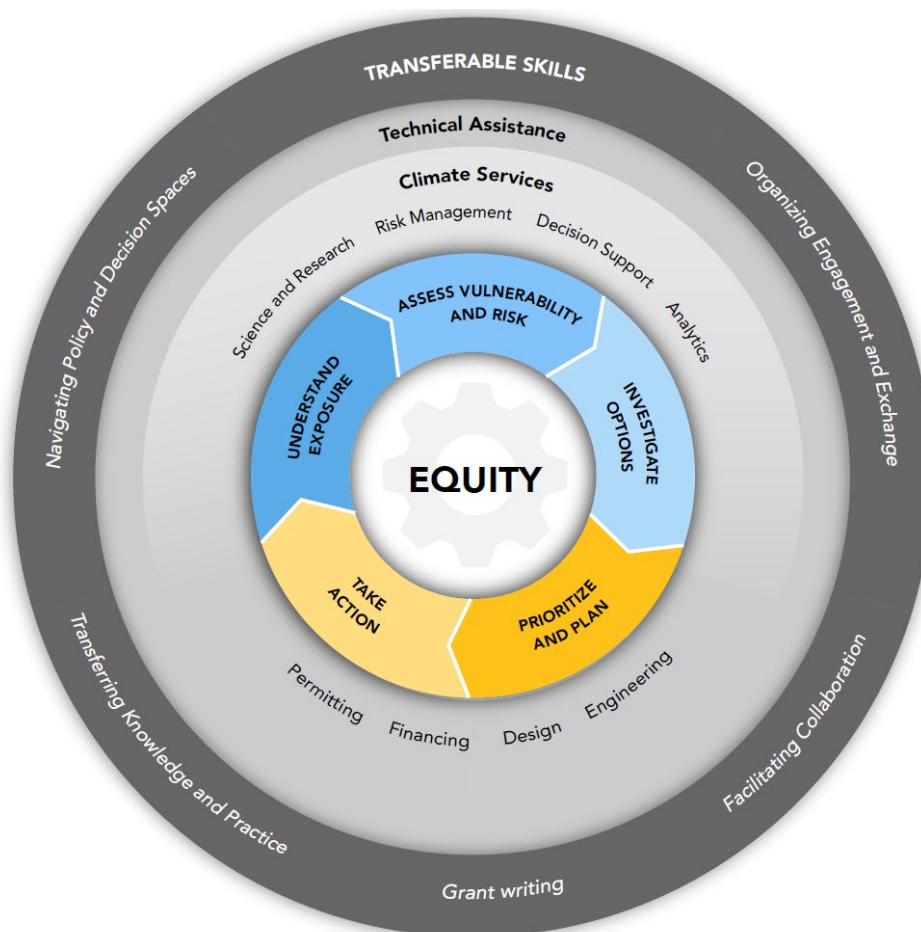 TRANSFERABLE SKILLS
Technical Assistance
Climate Services
Science and Research
Risk Management
Decision Support
Analytics
Navigating Policy and Decision Spaces
Organizing Engagement and Exchange
ASSESS VULNERABILITY
AND RISK
UNDERSTAND
EXPOSURE
INVESTIGATE
OPTIONS
EQUITY
TAKE
ACTION
PRIORITIZE
AND PLAN
Permitting
Financing
Design
Engineering
Transferring Knowledge and Practice
Facilitating Collaboration
Grant writing